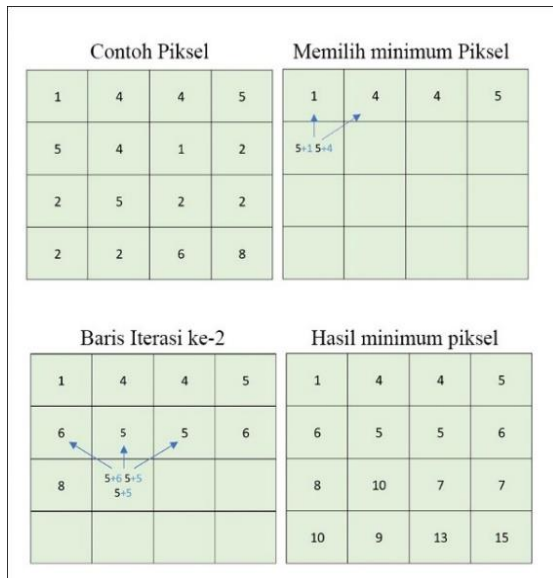 Contoh Piksel
1 4 4 5
5 4 1 2
2 5 2 2
2 2 6 8
Memilih minimum Piksel
1 4 4 5
5+1 5+4
Baris Iterasi ke-2
1 4 4 5
6 5 5 6
8 5+6 5+5
5+5
Hasil minimum piksel
1 4 4 5
6 5 5 6
8 10 7 7
10 9 13 15